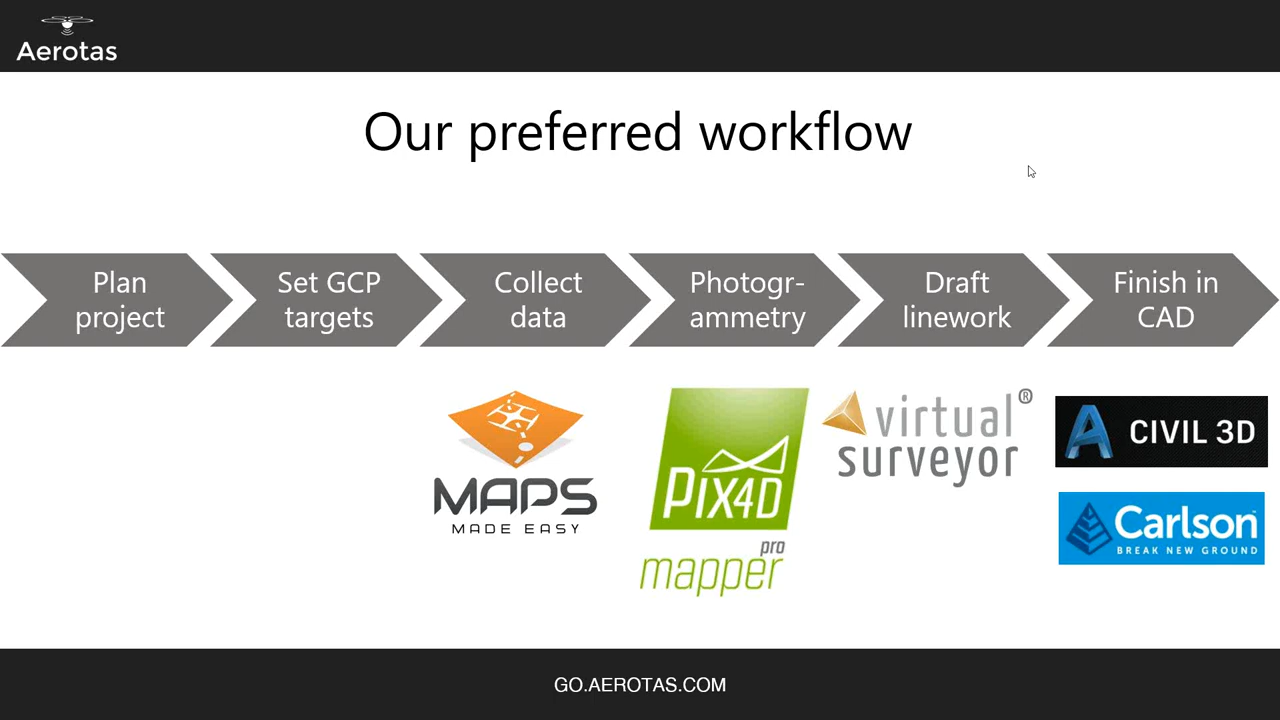 Aerotas
Our preferred workflow
Plan
project
Set GCP
targets
Collect
data
Photogr-
ammetry
Draft
linework
Finish in
CAD
MAPS
MADE EASY
PIX4D
pro
mapper
virtual®
surveyor
A CIVIL 3D
Carlson
BREAK NEW GROUND
GO.AEROTAS.COM